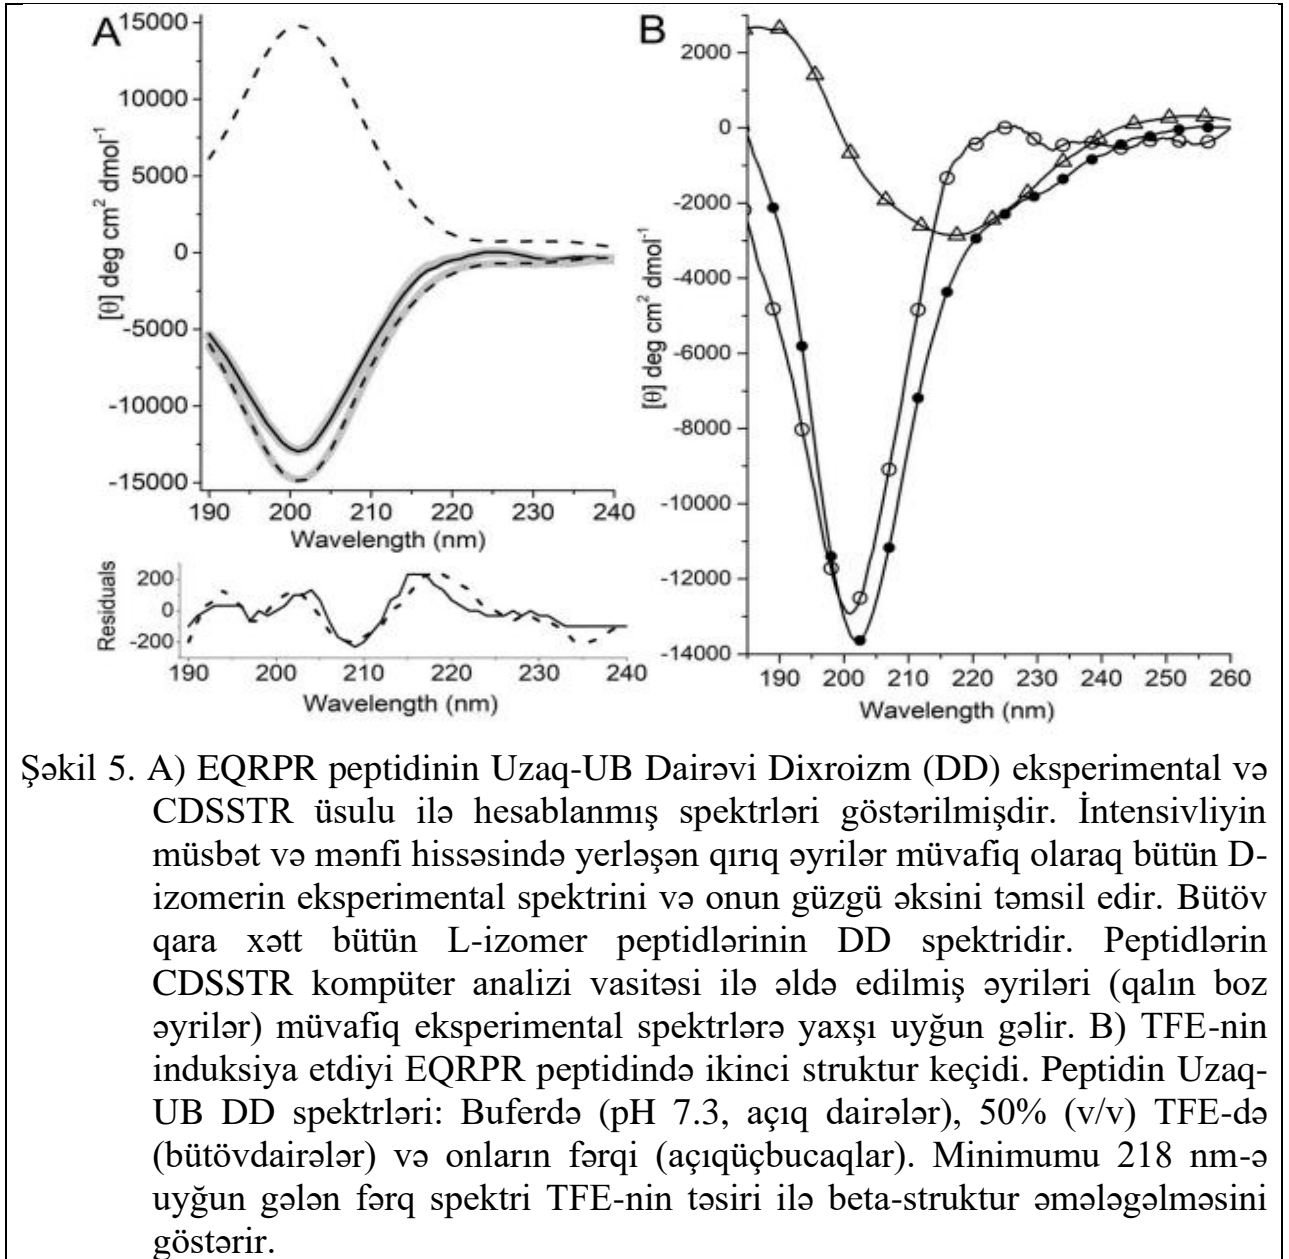 A
15000
10000
5000
0
-5000
-10000
-15000
[θ] deg cm² dmol⁻¹
190 200 210 220 230 240
Wavelength (nm)
Residuals
200
0
-200
190 200 210 220 230 240
Wavelength (nm)
B
2000
0
-2000
-4000
-6000
-8000
-10000
-12000
-14000
[θ] deg cm² dmol⁻¹
190 200 210 220 230 240 250 260
Wavelength (nm)
Şəkil 5. A) EQRPR peptidinin Uzaq-UB Dairəvi Dixroizm (DD) eksperimental və
CDSSTR üsulu ilə hesablanmış spektrləri göstərilmişdir. İntensivliyin
müsbət və mənfi hissəsində yerləşən qırıq əyrilər müvafiq olaraq bütün D-
izomerin eksperimental spektrini və onun güzgü əksini təmsil edir. Bütöv
qara xətt bütün L-izomer peptidlərinin DD spektridir. Peptidlərin
CDSSTR kompüter analizi vasitəsi ilə əldə edilmiş əyriləri (qalın boz
əyrilər) müvafiq eksperimental spektrlərə yaxşı uyğun gəlir. B) TFE-nin
induksiya etdiyi EQRPR peptidində ikinci struktur keçidi. Peptidin Uzaq-
UB DD spektrləri: Buferdə (pH 7.3, açıq dairələr), 50% (v/v) TFE-də
(bütövdairələr) və onların fərqi (açıqüçbucaqlar). Minimumu 218 nm-ə
uyğun gələn fərq spektri TFE-nin təsiri ilə beta-struktur əmələgəlməsini
göstərir.